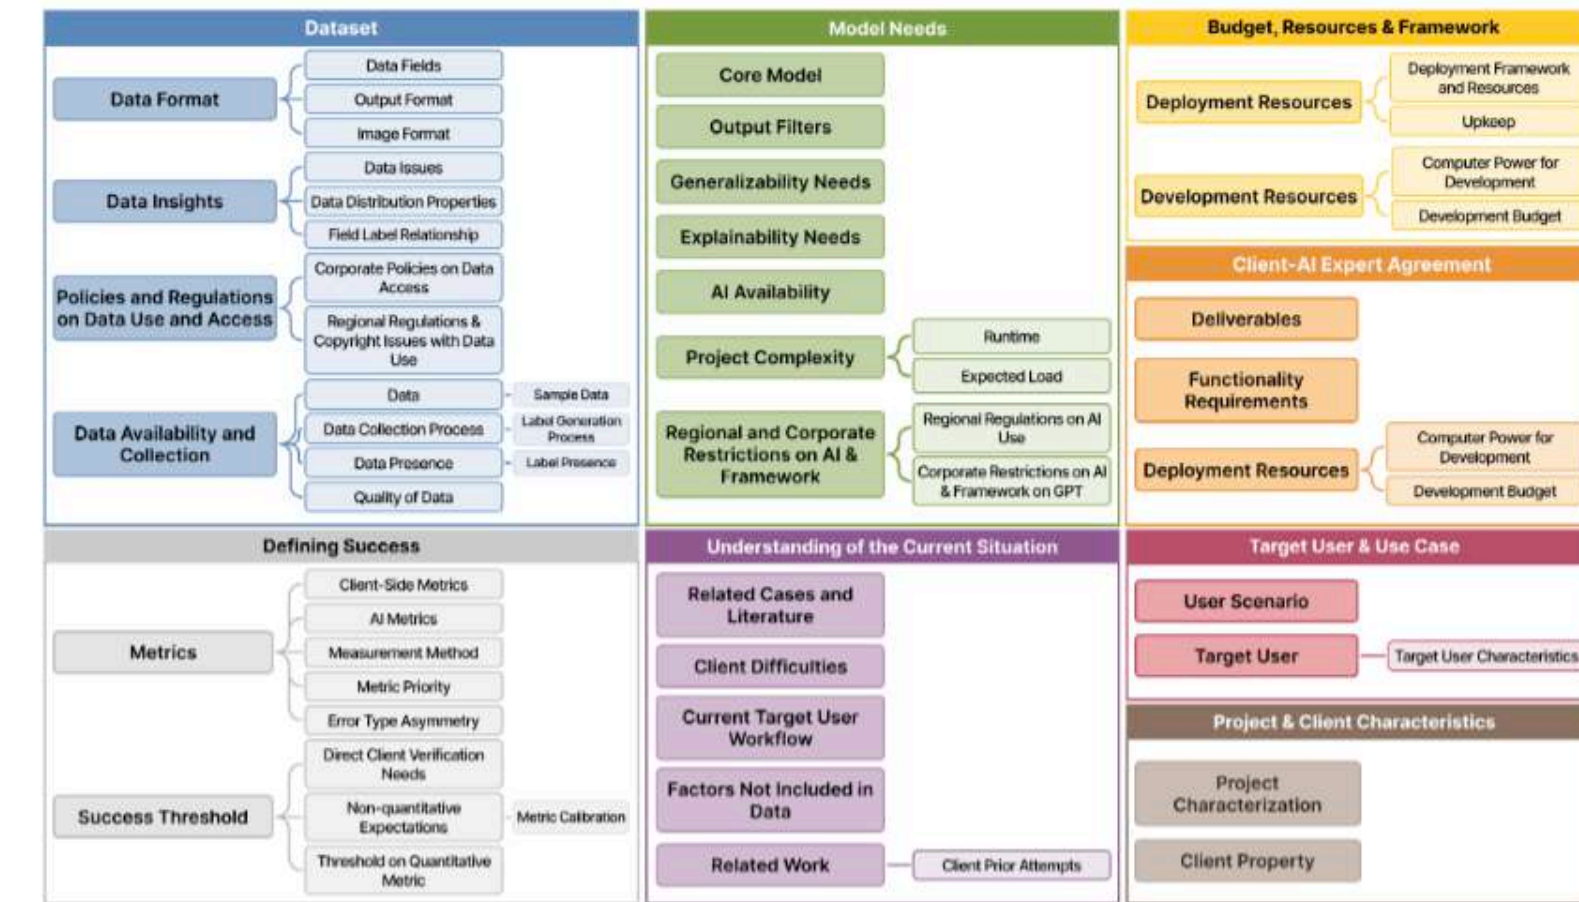 Dataset
Data Format
Data Fields
Output Format
Image Format
Data Insights
Data Issues
Data Distribution Properties
Field Label Relationship
Policies and Regulations
on Data Use and Access
Corporate Policies on Data
Access
Regional Regulations &
Copyright Issues with Data
Use
Data Availability and
Collection
Data
Sample Data
Data Collection Process
Label Generation
Process
Data Presence
Label Presence
Quality of Data
Model Needs
Core Model
Output Filters
Generalizability Needs
Explainability Needs
AI Availability
Project Complexity
Runtime
Expected Load
Regional and Corporate
Restrictions on AI &
Framework
Regional Regulations on AI
Use
Corporate Restrictions on AI
& Framework on GPT
Budget, Resources & Framework
Deployment Resources
Deployment Framework
and Resources
Upkeep
Development Resources
Computer Power for
Development
Development Budget
Client-AI Expert Agreement
Deliverables
Functionality
Requirements
Deployment Resources
Computer Power for
Development
Development Budget
Defining Success
Metrics
Client-Side Metrics
AI Metrics
Measurement Method
Metric Priority
Error Type Asymmetry
Success Threshold
Direct Client Verification
Needs
Non-quantitative
Expectations
Metric Calibration
Threshold on Quantitative
Metric
Understanding of the Current Situation
Related Cases and
Literature
Client Difficulties
Current Target User
Workflow
Factors Not Included in
Data
Related Work
Client Prior Attempts
Target User & Use Case
User Scenario
Target User
Target User Characteristics
Project & Client Characteristics
Project
Characterization
Client Property